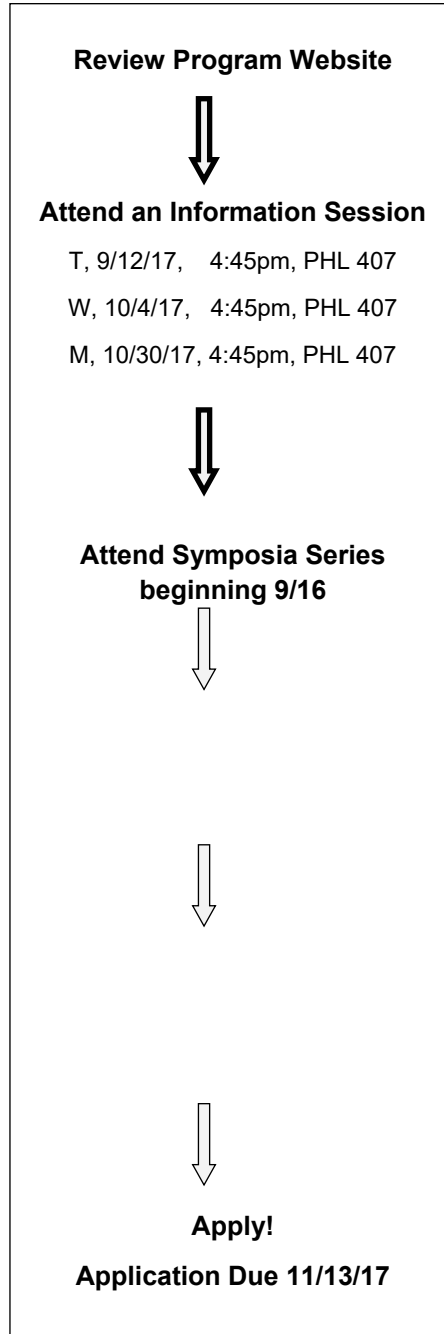 Review Program Website
Attend an Information Session
T, 9/12/17, 4:45pm, PHL 407
W, 10/4/17, 4:45pm, PHL 407
M, 10/30/17, 4:45pm, PHL 407
Attend Symposia Series
beginning 9/16
Apply!
Application Due 11/13/17